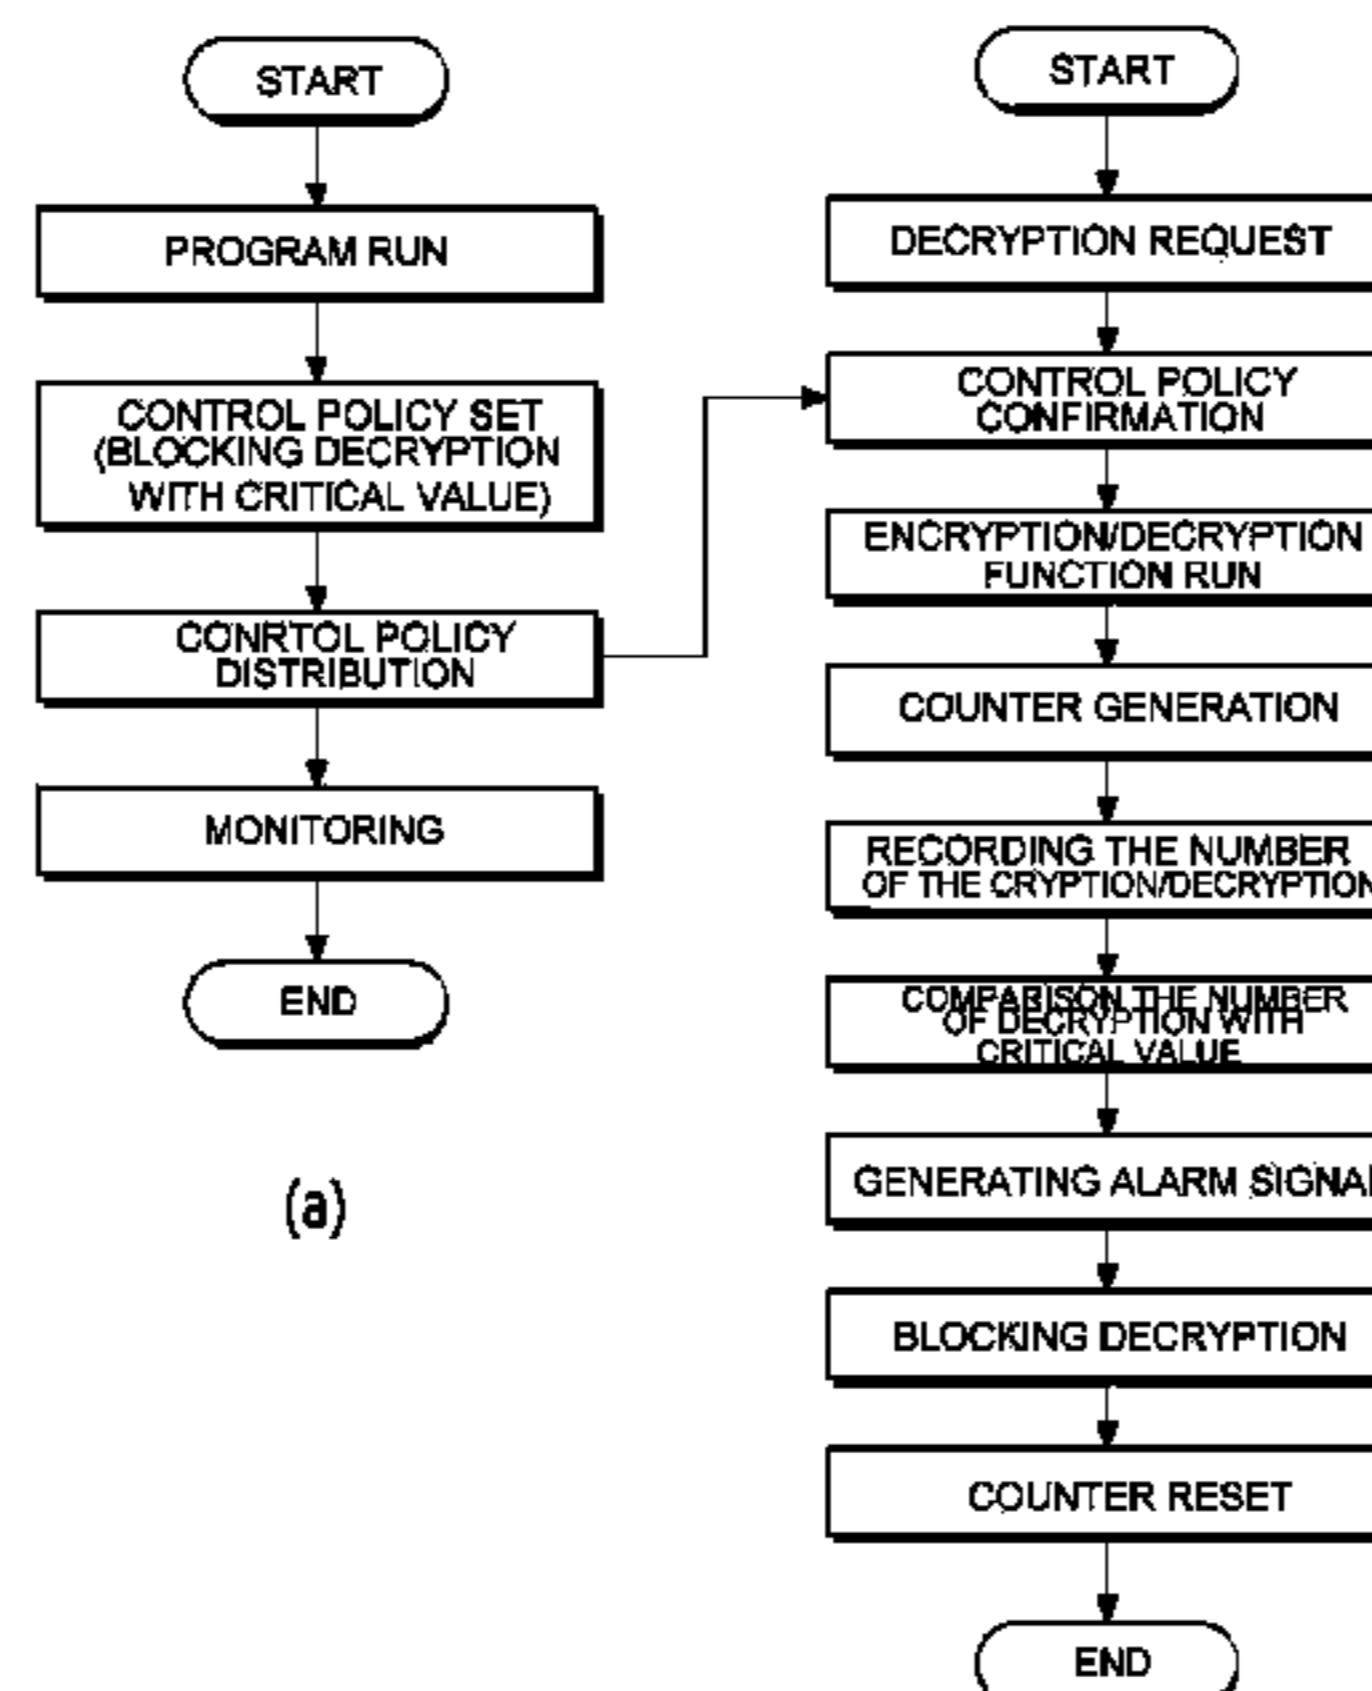 START
PROGRAM RUN
CONTROL POLICY SET
(BLOCKING DECRYPTION
WITH CRITICAL VALUE)
CONRTOL POLICY
DISTRIBUTION
MONITORING
END
(a)
START
DECRYPTION REQUEST
CONTROL POLICY
CONFIRMATION
ENCRYPTION/DECRYPTION
FUNCTION RUN
COUNTER GENERATION
RECORDING THE NUMBER
OF THE CRYPTION/DECRYPTION
COMPARISON THE NUMBER
OF DECRYPTION WITH
CRITICAL VALUE
GENERATING ALARM SIGNAL
BLOCKING DECRYPTION
COUNTER RESET
END